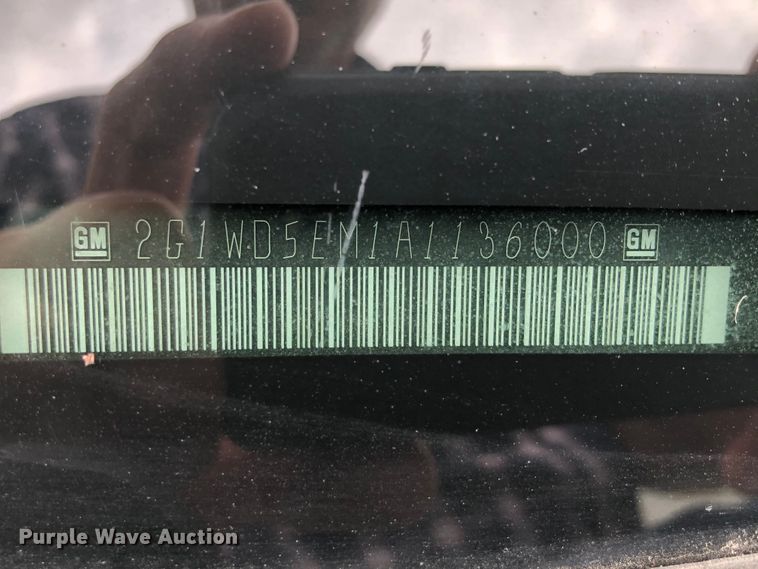 GM 2G1WD5EM1A1136000 GM
Purple Wave Auction